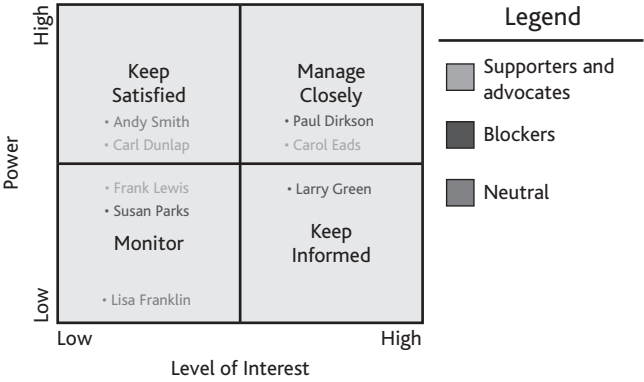 High
Keep
Satisfied
• Andy Smith
• Carl Dunlap
Manage
Closely
• Paul Dirkson
• Carol Eads
Power
• Frank Lewis
• Susan Parks
Monitor
• Lisa Franklin
• Larry Green
Keep
Informed
Low
Low
High
Level of Interest
Legend
Supporters and
advocates
Blockers
Neutral